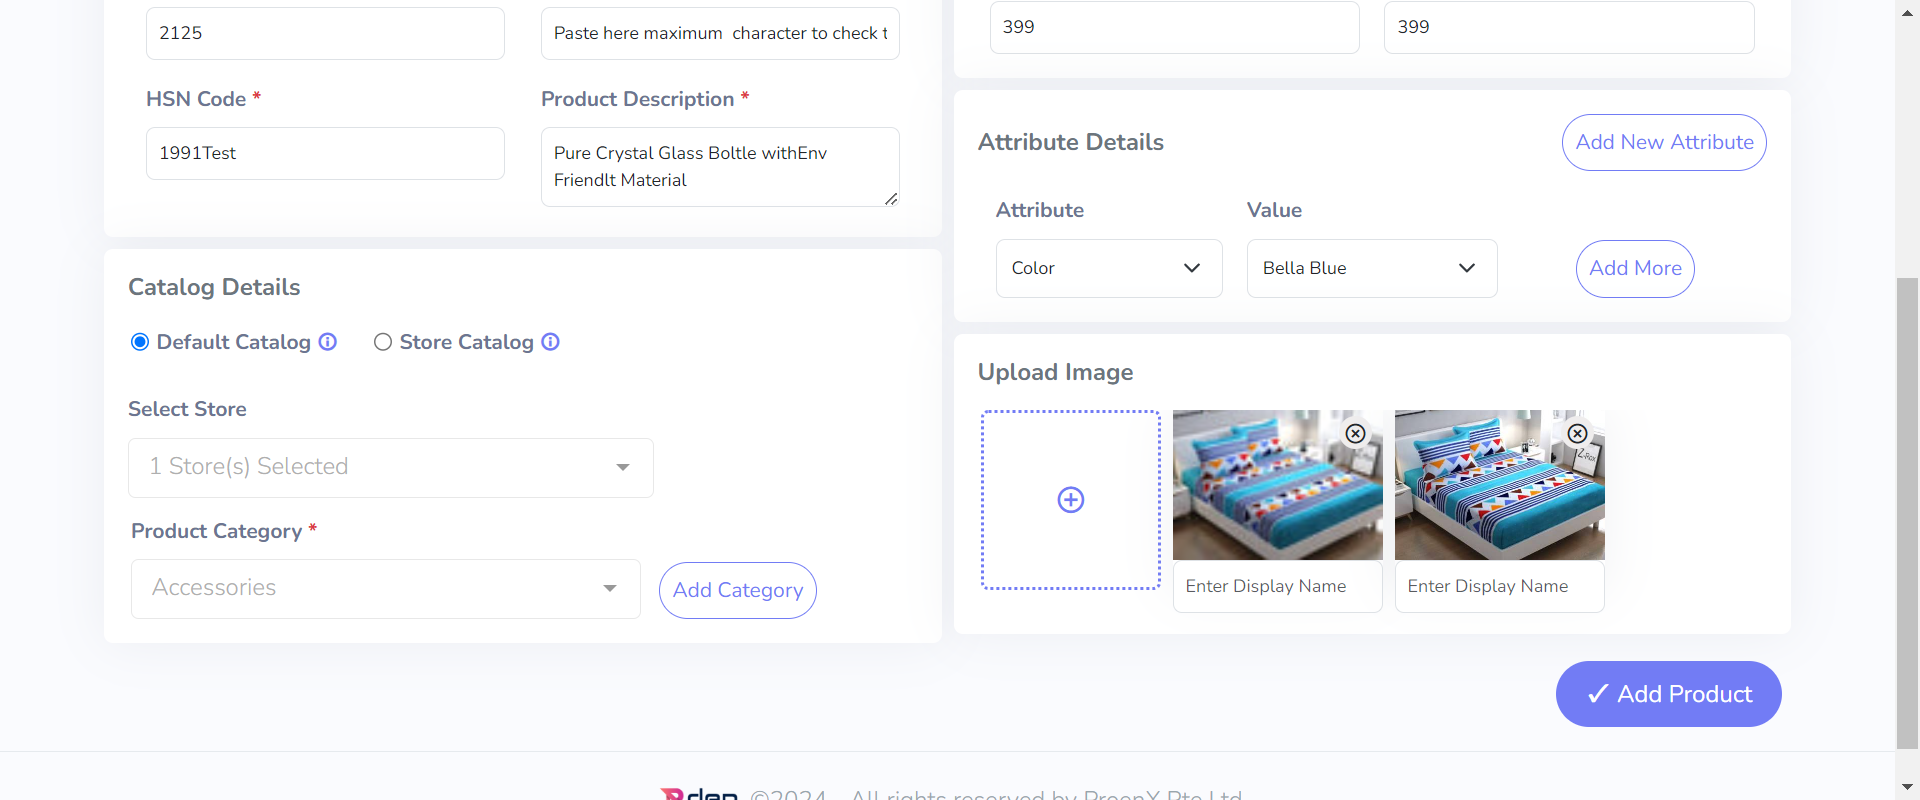 2125
Paste here maximum  character to check t
399
399
HSN Code *
Product Description *
1991Test
Pure Crystal Glass Boltle withEnv
Friendlt Material
Attribute Details
Add New Attribute
Attribute
Value
Color
Bella Blue
Add More
Catalog Details
Default Catalog
Store Catalog
Select Store
1 Store(s) Selected
Product Category *
Accessories
Add Category
Upload Image
Enter Display Name
Enter Display Name
✓ Add Product
©2024 All rights reserved by ProenX Pte Ltd